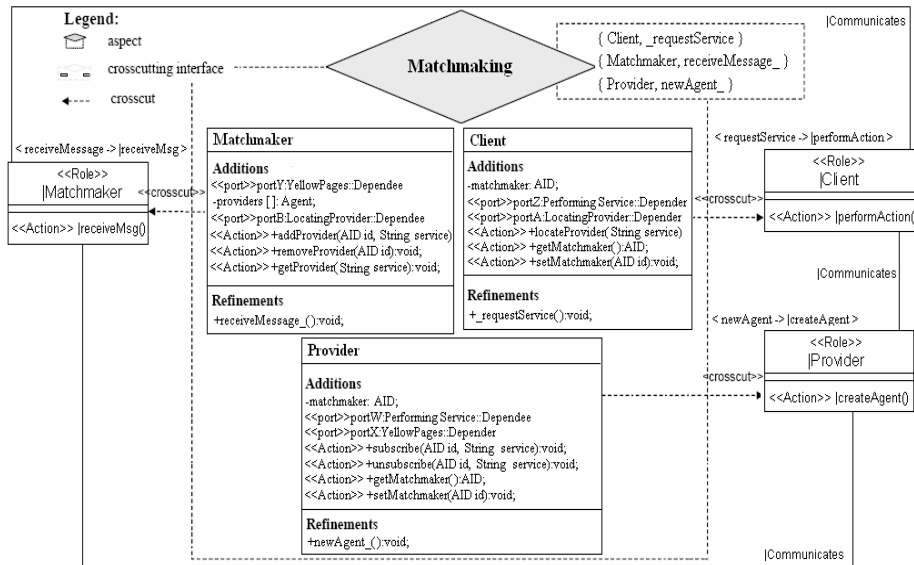 Legend:
aspect
crosscutting interface
crosscut
Matchmaking
{ Client, _requestService }
{ Matchmaker, receiveMessage_ }
{ Provider, newAgent_ }
|Communicates
< receiveMessage -> |receiveMsg>
<<Role>>
|Matchmaker
<<Action>> |receiveMsg()
<<crosscut>>
Matchmaker
Additions
<<port>>portY:YellowPages::Dependee
-providers []: Agent;
<<port>>portB:LocatingProvider::Dependee
<<Action>> +addProvider(AID id, String service)
<<Action>> +removeProvider(AID id):void;
<<Action>> +getProvider(String service):void;
Refinements
+receiveMessage_():void;
Client
Additions
-matchmaker: AID;
<<port>>portZ:Performing Service::Depender
<<port>>portA:LocatingProvider::Depender
<<Action>> +locateProvider(String service)
<<Action>> +getMatchmaker():AID;
<<Action>> +setMatchmaker(AID id):void;
Refinements
+_requestService():void;
< requestService -> |performAction>
<<crosscut>>
<<Role>>
|Client
<<Action>> |performAction()
|Communicates
< newAgent -> |createAgent >
<<crosscut>>
<<Role>>
|Provider
<<Action>> |createAgent()
Provider
Additions
-matchmaker: AID;
<<port>>portW:Performing Service::Dependee
<<port>>portX:YellowPages::Depender
<<Action>> +subscribe(AID id, String service):void;
<<Action>> +unsubscribe(AID id, String service):void;
<<Action>> +getMatchmaker():AID;
<<Action>> +setMatchmaker(AID id):void;
Refinements
+newAgent_():void;
|Communicates